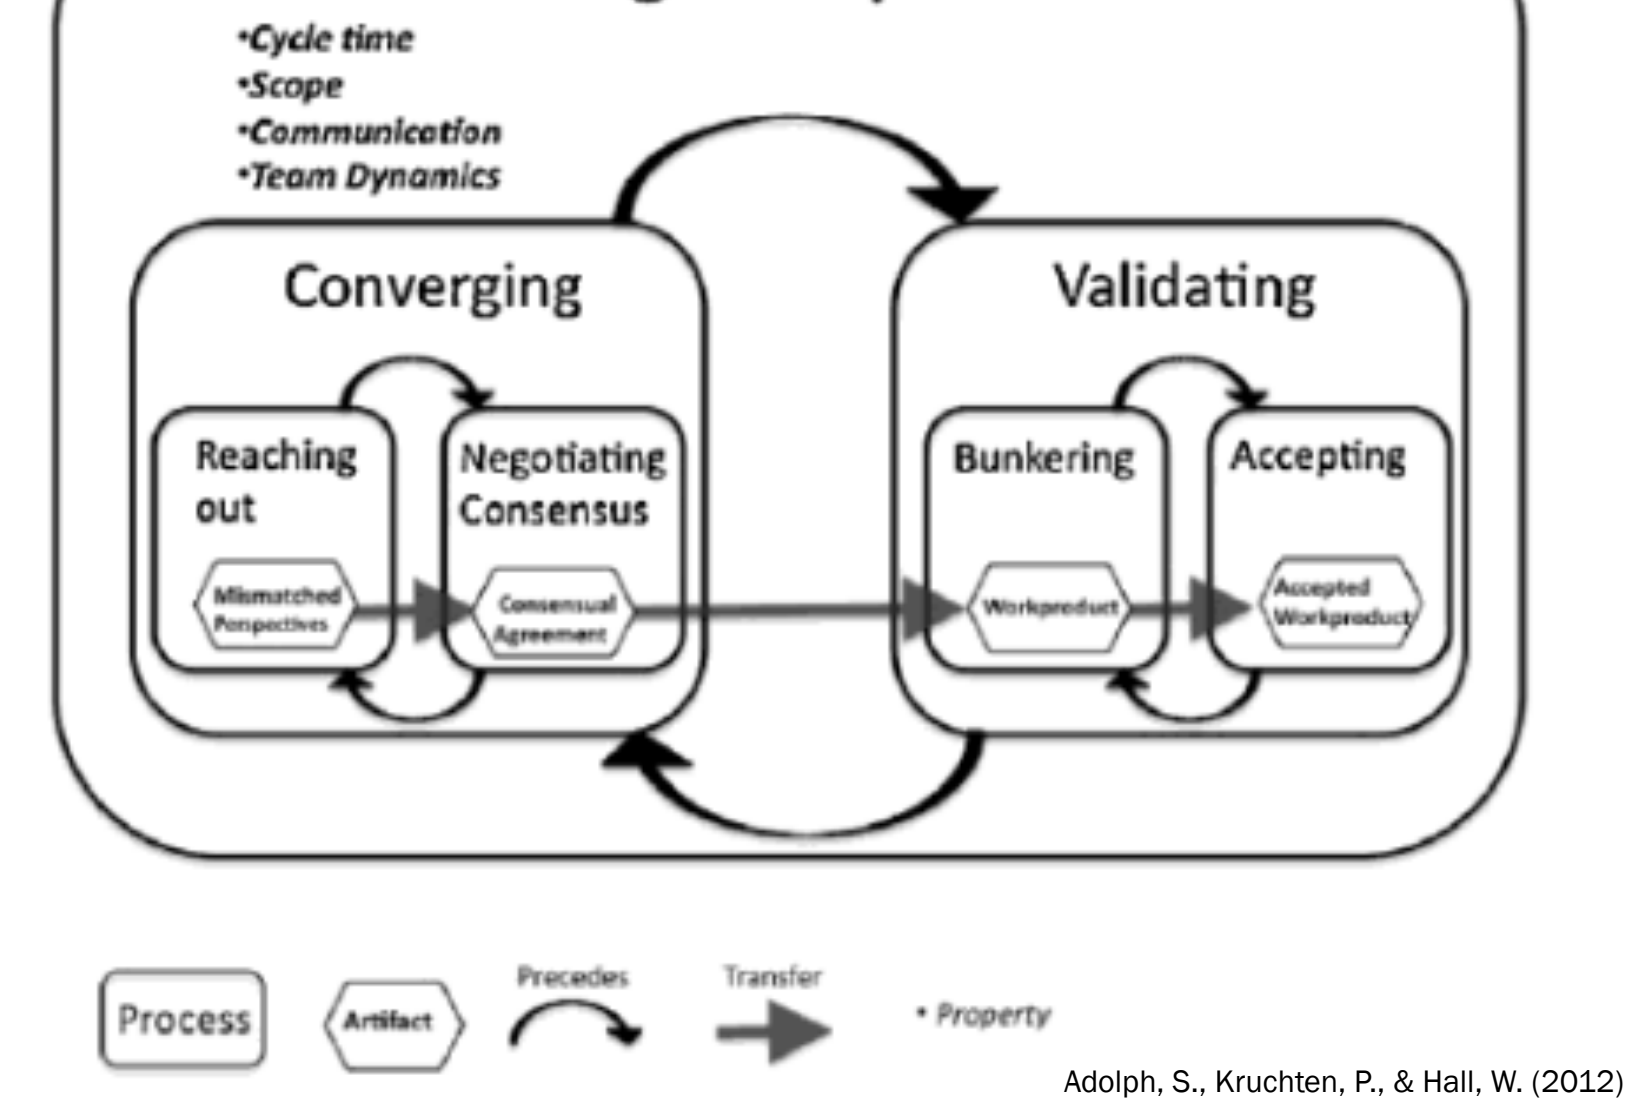 •Cycle time
•Scope
•Communication
•Team Dynamics
Converging
Reaching
out
Mismatched
Perspectives
Negotiating
Consensus
Consensual
Agreement
Validating
Bunkering
Workproduct
Accepting
Accepted
Workproduct
Process
Artifact
Precedes
Transfer
• Property
Adolph, S., Kruchten, P., & Hall, W. (2012)